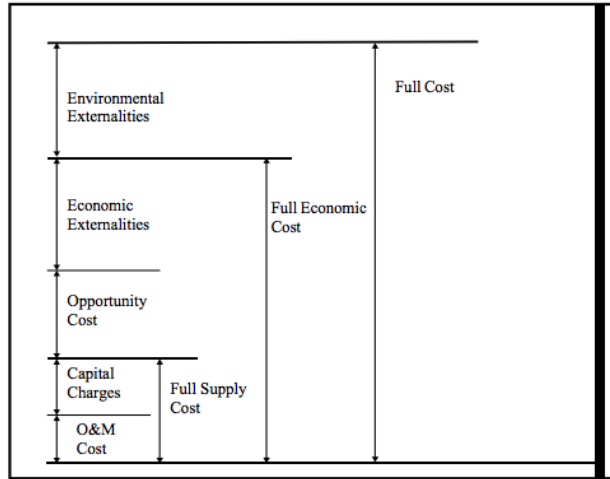 Full Cost
Environmental
Externalities
Economic
Externalities
Full Economic
Cost
Opportunity
Cost
Capital
Charges
Full Supply
Cost
O&M
Cost